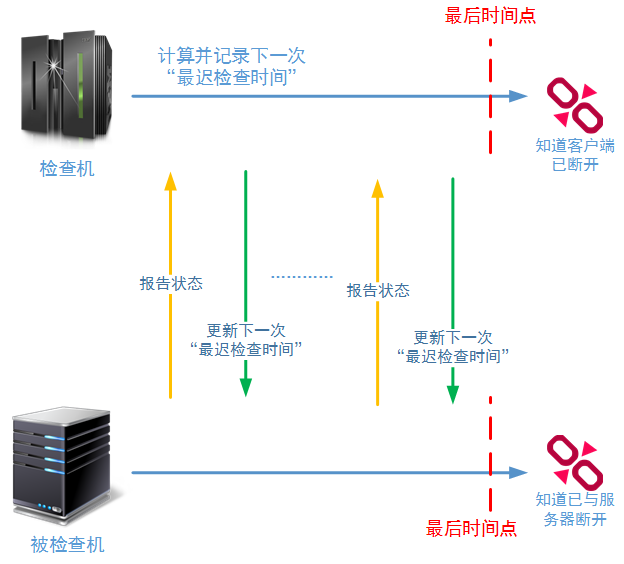 最后时间点
计算并记录下一次
“最迟检查时间”
知道客户端
已断开
检查机
报告状态
更新下一次
“最迟检查时间”
报告状态
更新下一次
“最迟检查时间”
知道已与服
务器断开
最后时间点
被检查机